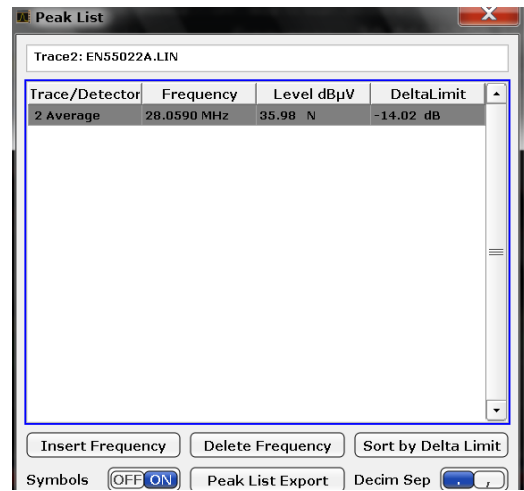 Peak List
Trace2: EN55022A.LIN
Trace/Detector Frequency Level dBµV DeltaLimit
2 Average 28.0590 MHz 35.98 N -14.02 dB
Insert Frequency Delete Frequency Sort by Delta Limit
Symbols OFF ON Peak List Export Decim Sep . ,